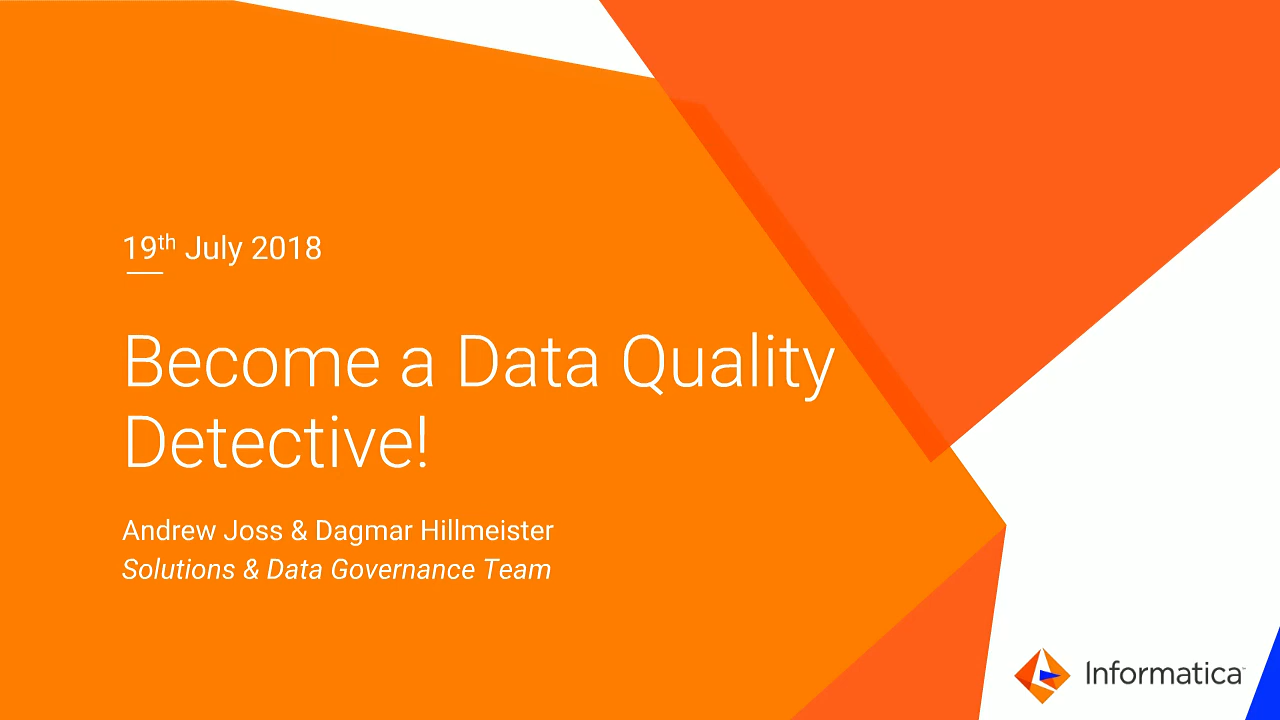 19th July 2018
Become a Data Quality
Detective!
Andrew Joss & Dagmar Hillmeister
Solutions & Data Governance Team
Informatica